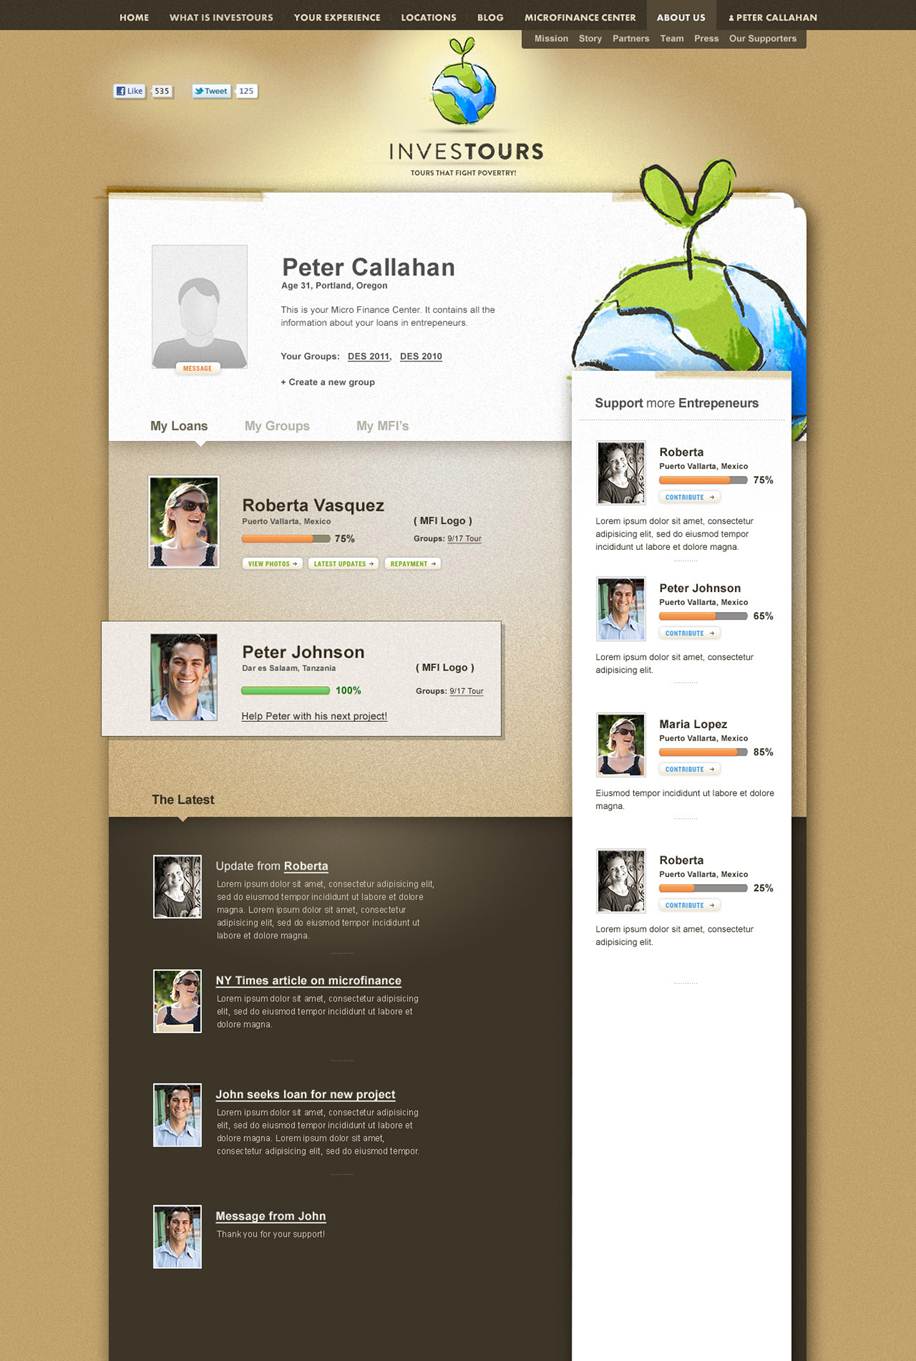 HOME WHAT IS INVESTOURS YOUR EXPERIENCE LOCATIONS BLOG MICROFINANCE CENTER ABOUT US PETER CALLAHAN
Mission Story Partners Team Press Our Supporters
Like 535 Tweet 125
INVESTOURS
TOURS THAT FIGHT POVERTRY!
Peter Callahan
Age 31, Portland, Oregon
This is your Micro Finance Center. It contains all the
information about your loans in entrepeneurs.
MESSAGE
Your Groups: DES 2011, DES 2010
+ Create a new group
My Loans My Groups My MFI's
Roberta Vasquez
Puerto Vallarta, Mexico
( MFI Logo )
75%
Groups: 9/17 Tour
VIEW PHOTOS LATEST UPDATES REPAYMENT
Peter Johnson
Dar es Salaam, Tanzania
( MFI Logo )
100%
Groups: 9/17 Tour
Help Peter with his next project!
The Latest
Update from Roberta
Lorem ipsum dolor sit amet, consectetur adipisicing elit,
sed do eiusmod tempor incididunt ut labore et dolore
magna. Lorem ipsum dolor sit amet, consectetur
adipisicing elit, sed do eiusmod tempor incididunt ut
labore et dolore magna.
NY Times article on microfinance
Lorem ipsum dolor sit amet, consectetur adipisicing
elit, sed do eiusmod tempor incididunt ut labore et
dolore magna.
John seeks loan for new project
Lorem ipsum dolor sit amet, consectetur adipisicing
elit, sed do eiusmod tempor incididunt ut labore et
dolore magna. Lorem ipsum dolor sit amet,
consectetur adipisicing elit, sed do eiusmod tempor.
Message from John
Thank you for your support!
Support more Entrepeneurs
Roberta
Puerto Vallarta, Mexico
75%
CONTRIBUTE
Lorem ipsum dolor sit amet, consectetur
adipisicing elit, sed do eiusmod tempor
incididunt ut labore et dolore magna.
Peter Johnson
Puerto Vallarta, Mexico
65%
CONTRIBUTE
Lorem ipsum dolor sit amet, consectetur
adipisicing elit.
Maria Lopez
Puerto Vallarta, Mexico
85%
CONTRIBUTE
Eiusmod tempor incididunt ut labore et dolore
magna.
Roberta
Puerto Vallarta, Mexico
25%
CONTRIBUTE
Lorem ipsum dolor sit amet, consectetur
adipisicing elit.